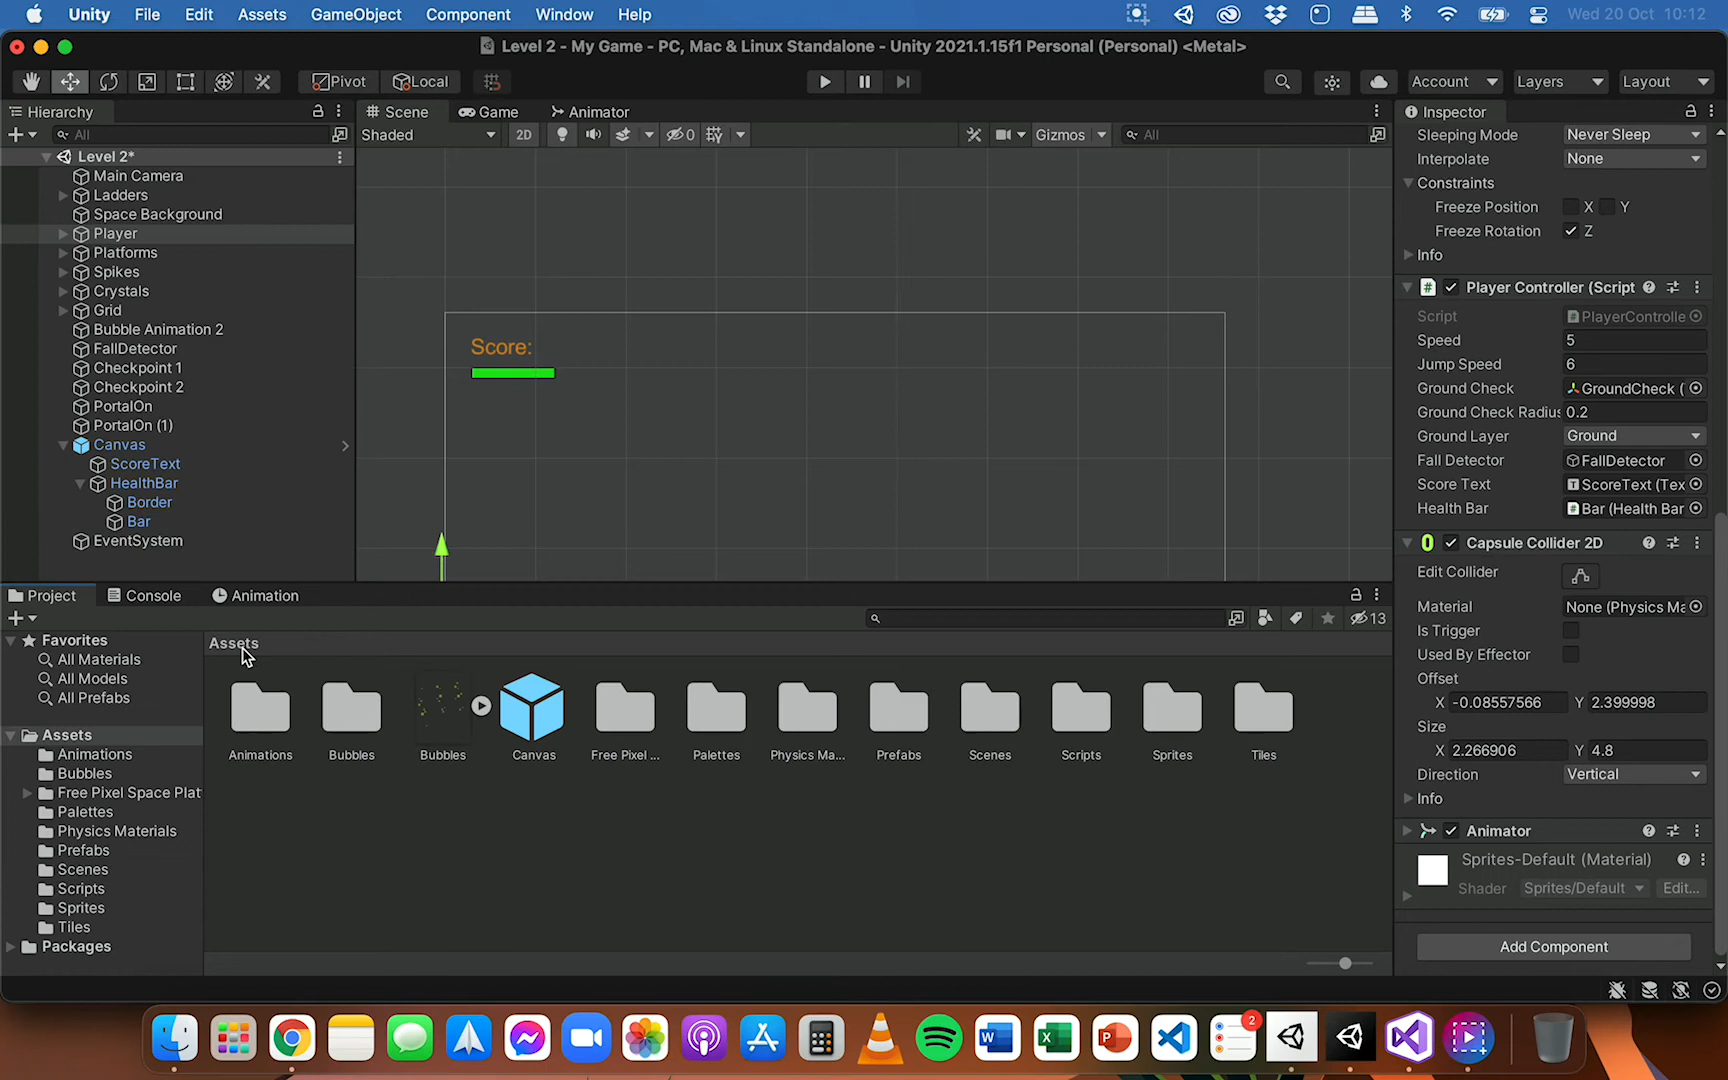 Unity File Edit Assets GameObject Component Window Help Wed 20 Oct 10:12
Level 2 - My Game - PC, Mac & Linux Standalone - Unity 2021.1.15f1 Personal (Personal) <Metal>
Pivot Local Account Layers Layout
Hierarchy Scene Game Animator Inspector
All Shaded 2D 0 Gizmos All
Level 2*
Main Camera
Ladders
Space Background
Player
Platforms
Spikes
Crystals
Grid
Bubble Animation 2
FallDetector
Checkpoint 1
Checkpoint 2
PortalOn
PortalOn (1)
Canvas
ScoreText
HealthBar
Border
Bar
EventSystem
Score:
Sleeping Mode Never Sleep
Interpolate None
Constraints
Freeze Position X Y
Freeze Rotation Z
Info
Player Controller (Script
Script PlayerControlle
Speed 5
Jump Speed 6
Ground Check GroundCheck (
Ground Check Radius 0.2
Ground Layer Ground
Fall Detector FallDetector
Score Text ScoreText (Tex
Health Bar Bar (Health Bar
Capsule Collider 2D
Edit Collider
Material None (Physics Ma
Is Trigger
Used By Effector
Offset
X -0.08557566 Y 2.399998
Size
X 2.266906 Y 4.8
Direction Vertical
Info
Animator
Sprites-Default (Material)
Shader Sprites/Default Edit...
Add Component
Project Console Animation
13
Favorites
All Materials
All Models
All Prefabs
Assets
Animations
Bubbles
Free Pixel Space Plat
Palettes
Physics Materials
Prefabs
Scenes
Scripts
Sprites
Tiles
Packages
Assets
Animations Bubbles Bubbles Canvas Free Pixel ... Palettes Physics Ma... Prefabs Scenes Scripts Sprites Tiles
2